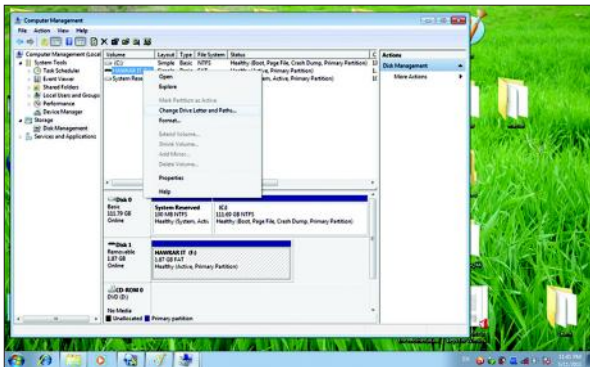 Computer Management
File Action View Help
Computer Management (Local
System Tools
Task Scheduler
Event Viewer
Shared Folders
Local Users and Groups
Performance
Device Manager
Storage
Disk Management
Services and Applications
Volume Layout Type File System Status
(C:) Simple Basic NTFS Healthy (Boot, Page File, Crash Dump, Primary Partition)
System Rese
Open
Explore
Mark Partition as Active
Change Drive Letter and Paths...
Format...
Extend Volume...
Shrink Volume...
Add Mirror...
Delete Volume...
Properties
Help
Actions
Disk Management
More Actions
Disk 0
Basic
111.79 GB
Online
System Reserved
100 MB NTFS
Healthy (System, Activ
(C:)
111.69 GB NTFS
Healthy (Boot, Page File, Crash Dump, Primary Partition)
Disk 1
Removable
1.87 GB
Online
HAWRAR IT (F:)
1.87 GB FAT
Healthy (Active, Primary Partition)
CD-ROM 0
DVD (D:)
No Media
Unallocated Primary partition